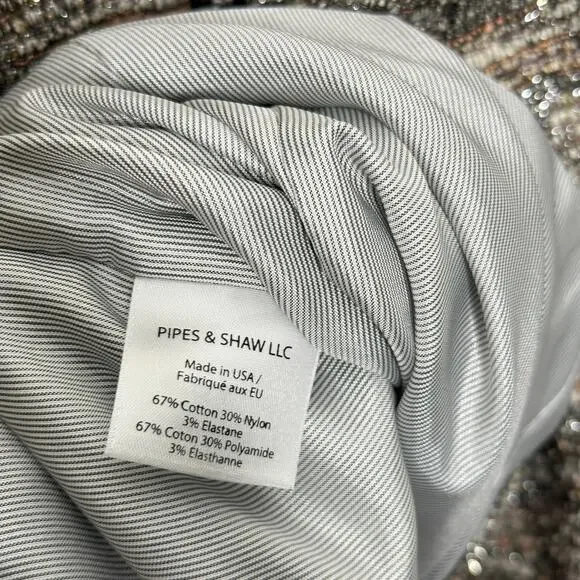 PIPES & SHAW LLC
Made in USA /
Fabriqué aux EU
67% Cotton 30% Nylon
3% Elastane
67% Coton 30% Polyamide
3% Elasthanne